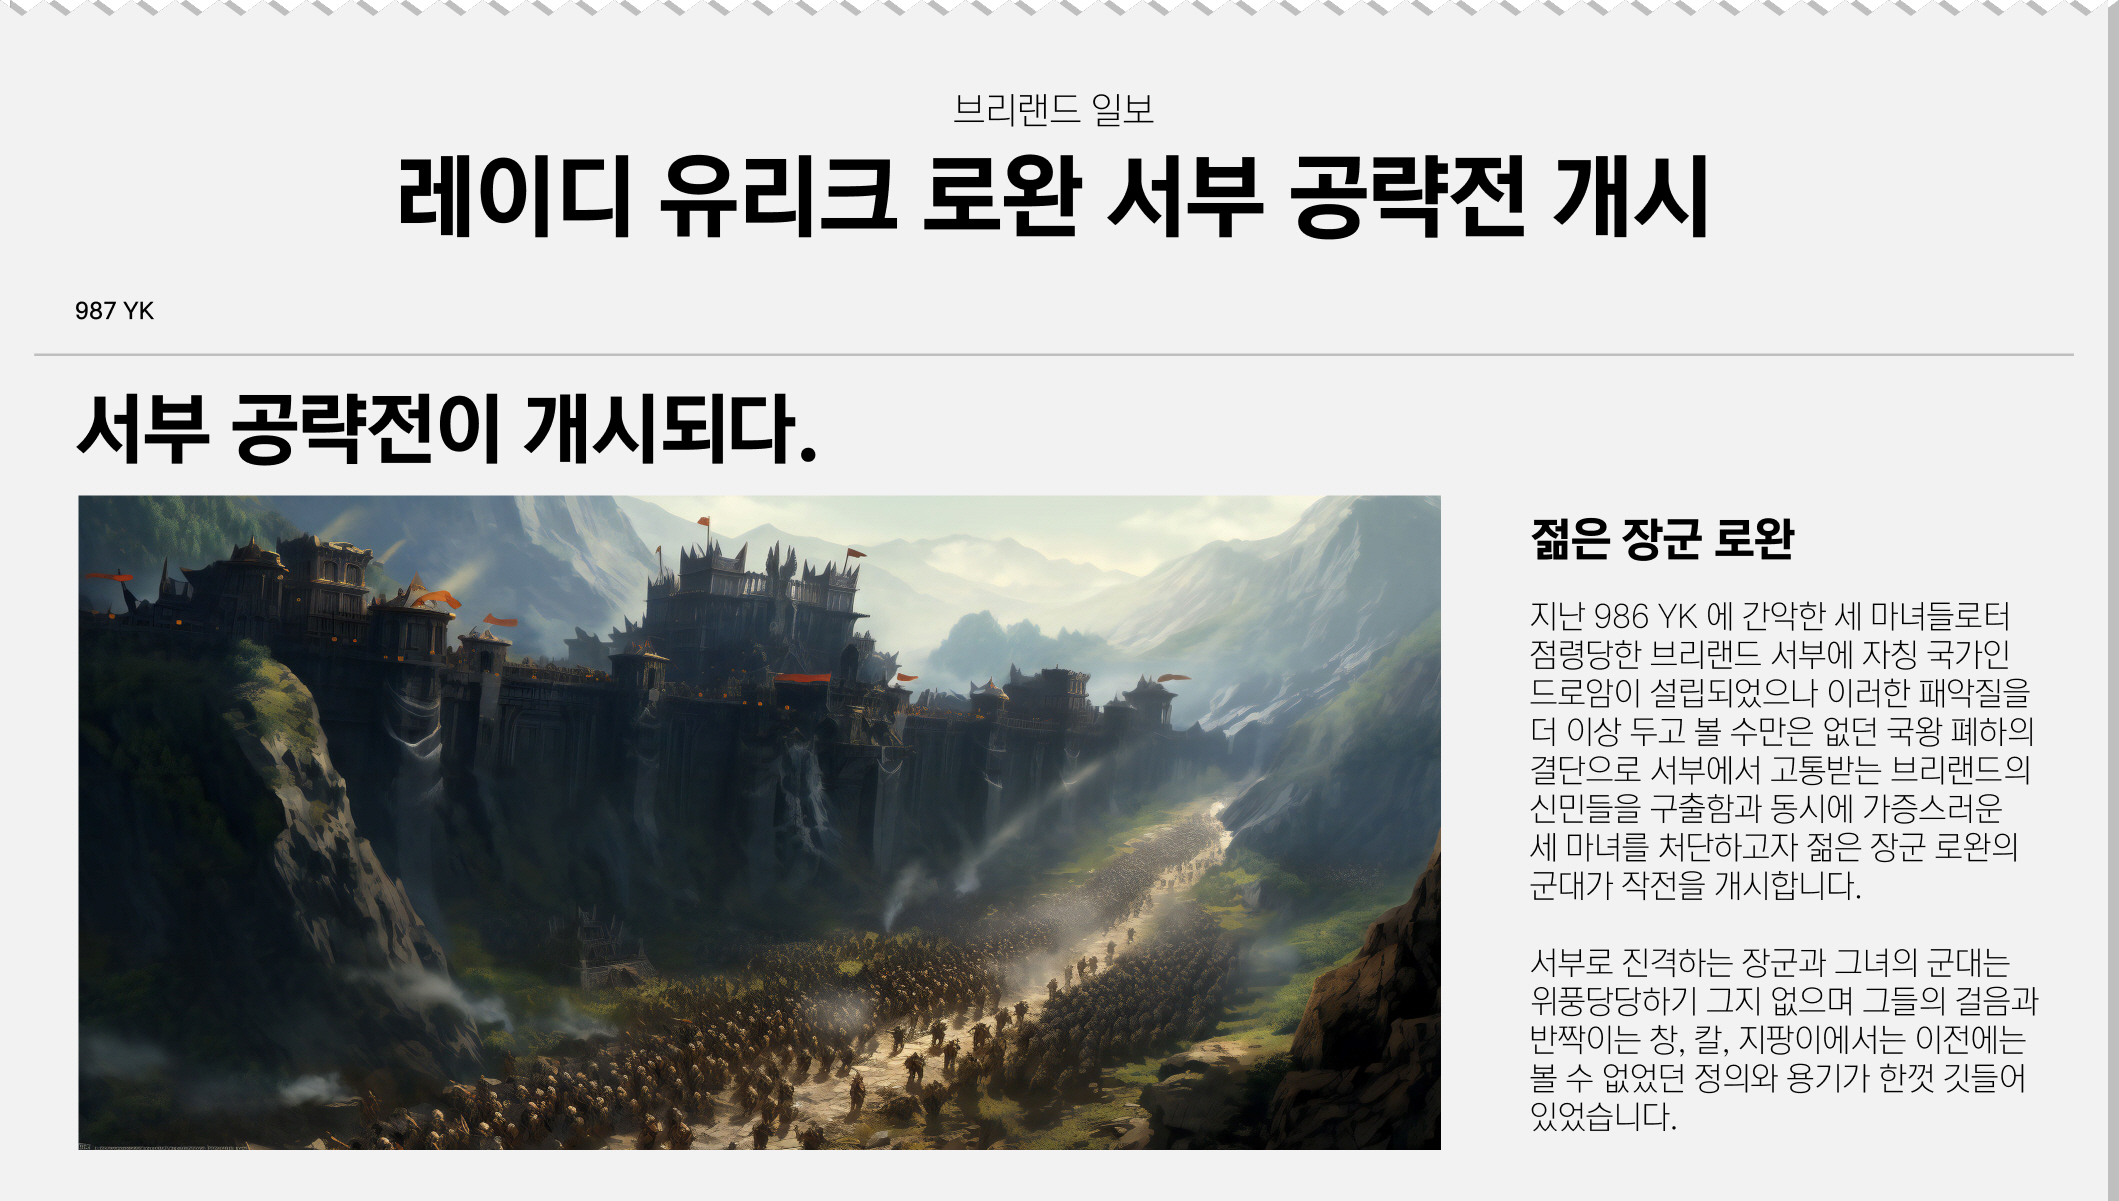 브리랜드 일보
레이디 유리크 로완 서부 공략전 개시
987 YK
서부 공략전이 개시되다.
젊은 장군 로완
지난 986 YK 에 간악한 세 마녀들로터
점령당한 브리랜드 서부에 자칭 국가인
드로암이 설립되었으나 이러한 패악질을
더 이상 두고 볼 수만은 없던 국왕 폐하의
결단으로 서부에서 고통받는 브리랜드의
신민들을 구출함과 동시에 가증스러운
세 마녀를 처단하고자 젊은 장군 로완의
군대가 작전을 개시합니다.
서부로 진격하는 장군과 그녀의 군대는
위풍당당하기 그지 없으며 그들의 걸음과
반짝이는 창, 칼, 지팡이에서는 이전에는
볼 수 없었던 정의와 용기가 한껏 깃들어
있었습니다.